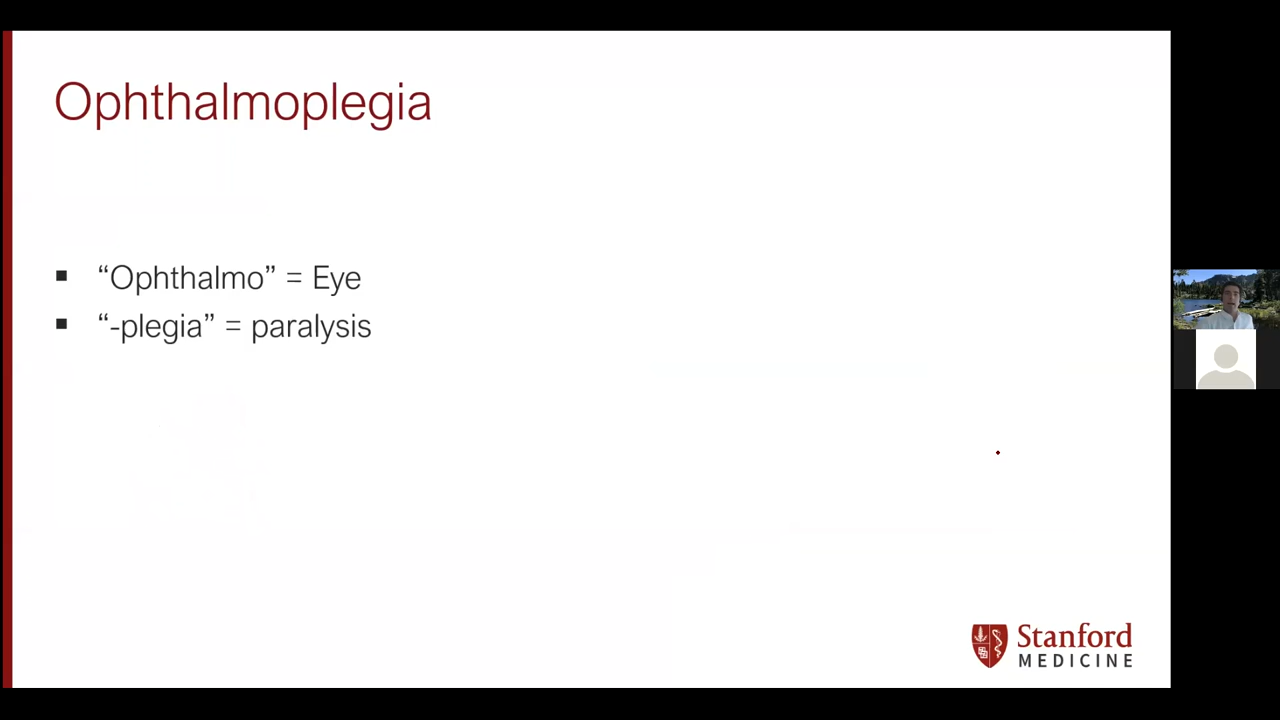 Ophthalmoplegia
▪ “Ophthalmo” = Eye
▪ “-plegia” = paralysis
Stanford
MEDICINE